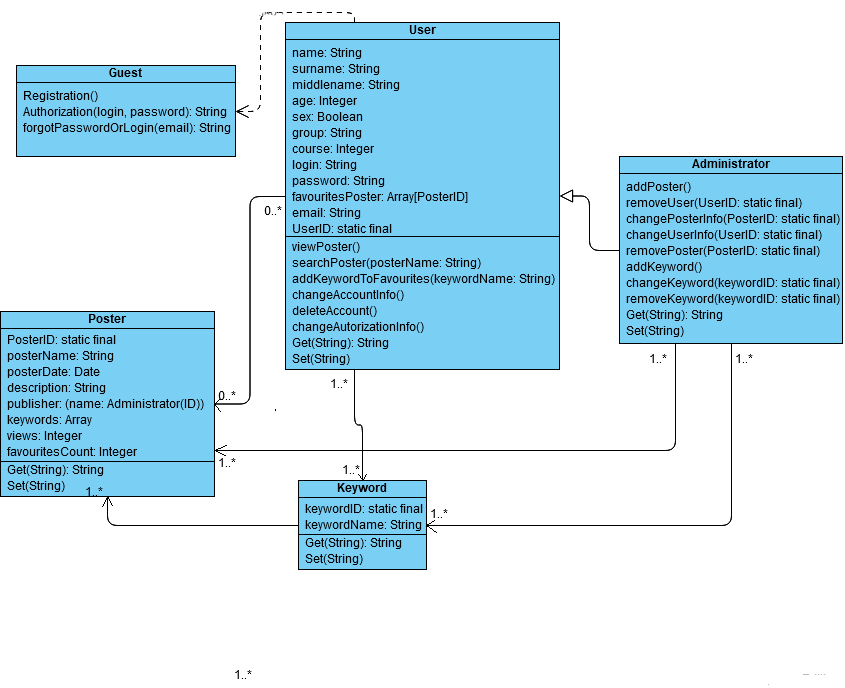 User
name: String
surname: String
middlename: String
age: Integer
sex: Boolean
group: String
course: Integer
login: String
password: String
favouritesPoster: Array[PosterID]
email: String
UserID: static final
viewPoster()
searchPoster(posterName: String)
addKeywordToFavourites(keywordName: String)
changeAccountInfo()
deleteAccount()
changeAutorizationInfo()
Get(String): String
Set(String)
Guest
Registration()
Authorization(login, password): String
forgotPasswordOrLogin(email): String
Administrator
addPoster()
removeUser(UserID: static final)
changePosterInfo(PosterID: static final)
changeUserInfo(UserID: static final)
removePoster(PosterID: static final)
addKeyword()
changeKeyword(keywordID: static final)
removeKeyword(keywordID: static final)
Get(String): String
Set(String)
0..*
Poster
PosterID: static final
posterName: String
posterDate: Date
description: String
publisher: (name: Administrator(ID))
keywords: Array
views: Integer
favouritesCount: Integer
Get(String): String
Set(String)
0..*
1..*
1..*
1..*
1..*
1..*
1..*
Keyword
keywordID: static final
keywordName: String
Get(String): String
Set(String)
1..*
1..*